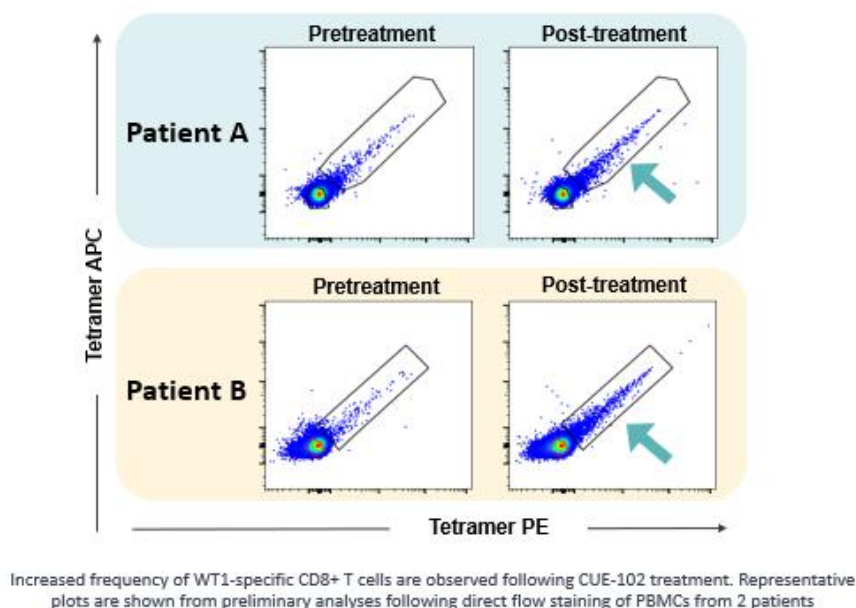 Pretreatment Post-treatment
Patient A
Tetramer APC
Pretreatment Post-treatment
Patient B
Tetramer PE
Increased frequency of WT1-specific CD8+ T cells are observed following CUE-102 treatment. Representative
plots are shown from preliminary analyses following direct flow staining of PBMCs from 2 patients